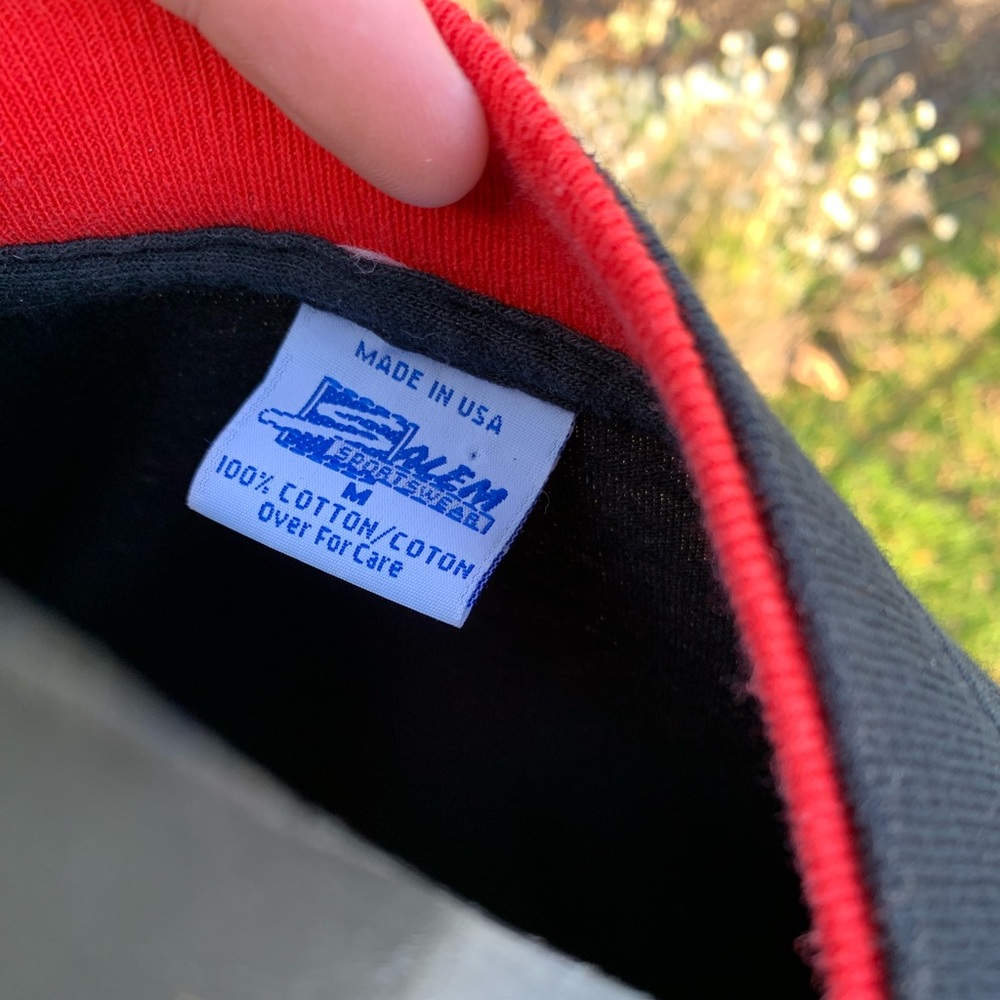 MADE IN USA
SALEM
SPORTSWEAR
M
100% COTTON/COTON
Over For Care